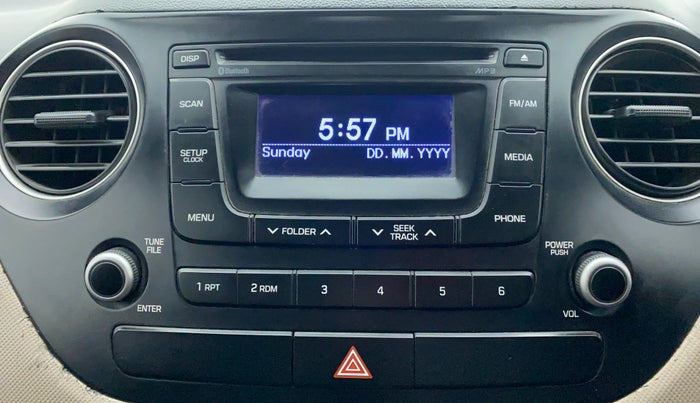 DISP
Bluetooth
MP3
SCAN
5:57 PM
FM/AM
Sunday DD.MM.YYYY
SETUP
CLOCK
MEDIA
MENU
FOLDER
SEEK
TRACK
PHONE
TUNE
FILE
POWER
PUSH
1 RPT
2 RDM
3
4
5
6
ENTER
VOL